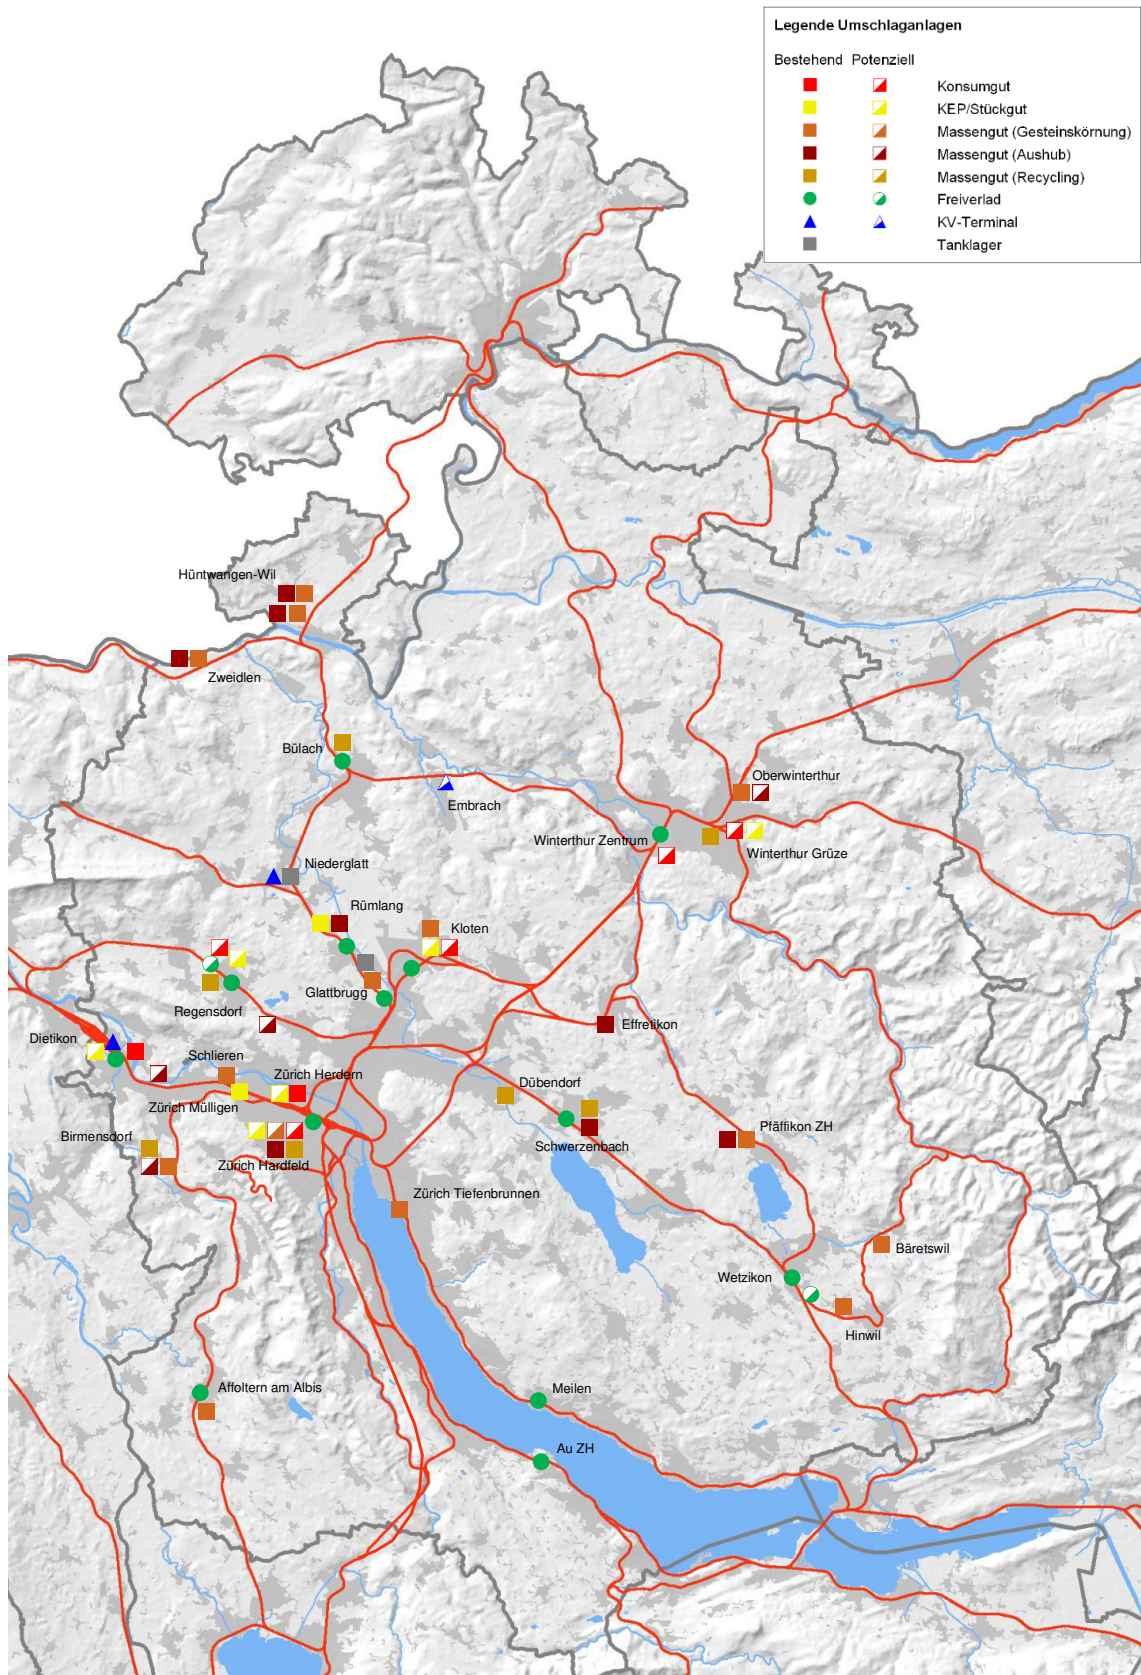 Legende Umschlaganlagen
Bestehend Potenziell
Konsumgut
KEP/Stückgut
Massengut (Gesteinskörnung)
Massengut (Aushub)
Massengut (Recycling)
Freiverlad
KV-Terminal
Tanklager
Hüntwangen-Wil
Zweidlen
Bülach
Embrach
Oberwinterthur
Winterthur Zentrum
Winterthur Grüze
Niederglatt
Rümlang
Kloten
Glattbrugg
Regensdorf
Effretikon
Dietikon
Schlieren
Zürich Herdern
Dübendorf
Zürich Mülligen
Birmensdorf
Schwerzenbach
Pfäffikon ZH
Zürich Hardfeld
Zürich Tiefenbrunnen
Bäretswil
Wetzikon
Hinwil
Affoltern am Albis
Meilen
Au ZH